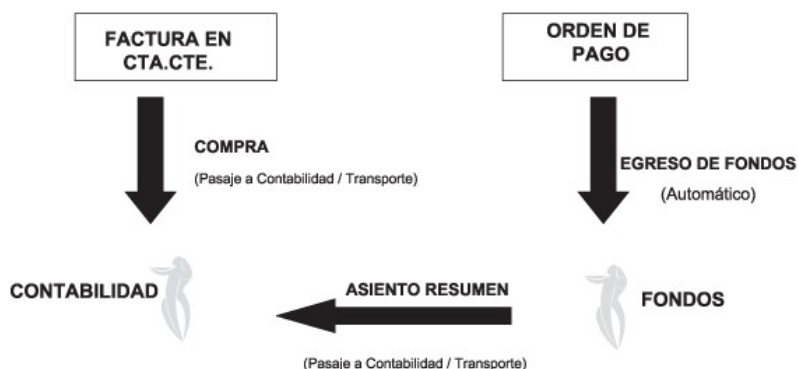 FACTURA EN
CTA.CTE.
ORDEN DE
PAGO
COMPRA
(Pasaje a Contabilidad / Transporte)
EGRESO DE FONDOS
(Automático)
CONTABILIDAD
ASIENTO RESUMEN
FONDOS
(Pasaje a Contabilidad / Transporte)